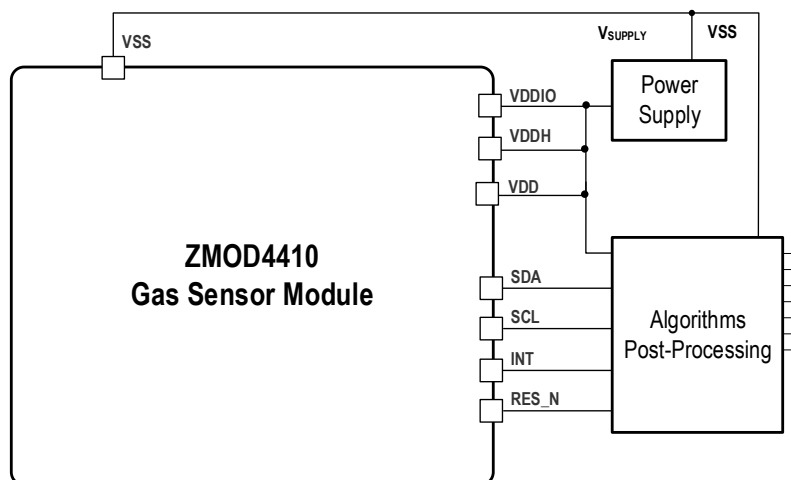 VSS
VSUPPLY VSS
Power
Supply
VDDIO
VDDH
VDD
ZMOD4410
Gas Sensor Module
SDA
SCL
INT
RES_N
Algorithms
Post-Processing